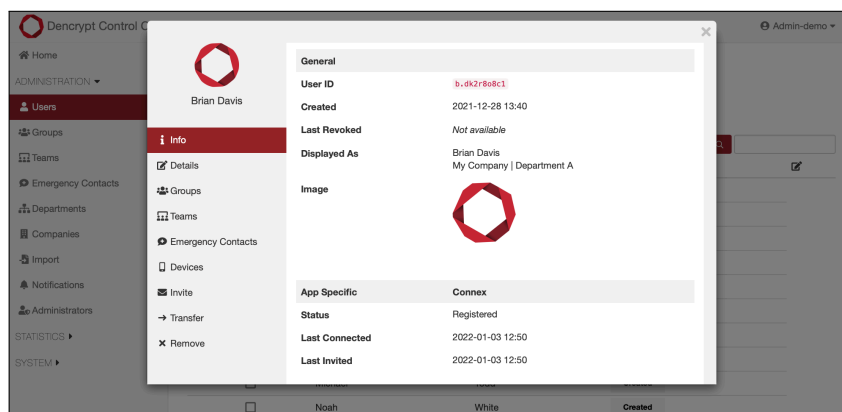 Dencrypt Control C
Admin-demo
Home
ADMINISTRATION
Users
Groups
Teams
Emergency Contacts
Departments
Companies
Import
Notifications
Administrators
STATISTICS
SYSTEM
Brian Davis
Info
Details
Groups
Teams
Emergency Contacts
Devices
Invite
Transfer
Remove
General
User ID b.dk2r8o8c1
Created 2021-12-28 13:40
Last Revoked Not available
Displayed As Brian Davis
My Company | Department A
Image
App Specific Connex
Status Registered
Last Connected 2022-01-03 12:50
Last Invited 2022-01-03 12:50
Noah White Created